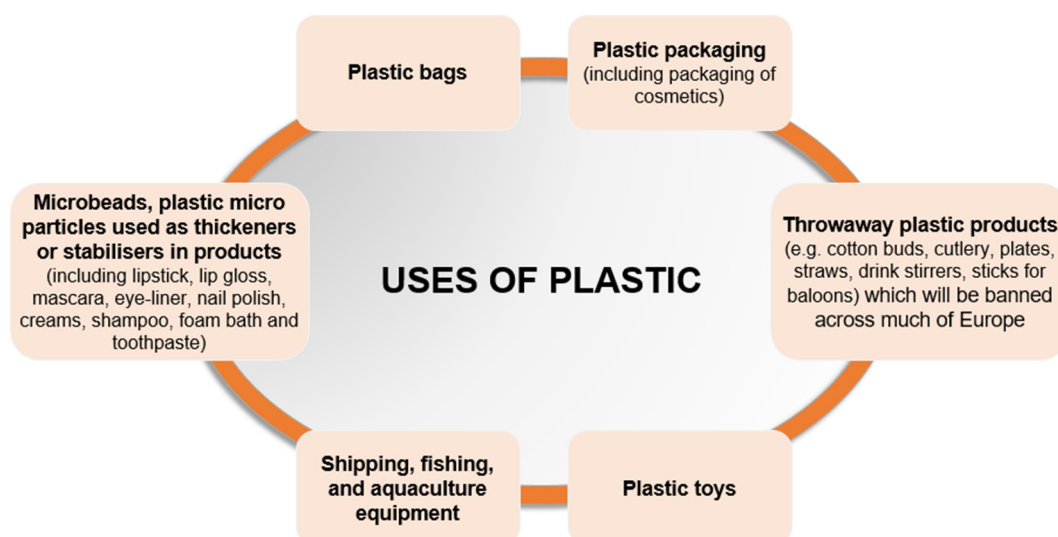 Plastic bags
Plastic packaging
(including packaging of
cosmetics)
Microbeads, plastic micro
particles used as thickeners
or stabilisers in products
(including lipstick, lip gloss,
mascara, eye-liner, nail polish,
creams, shampoo, foam bath and
toothpaste)
USES OF PLASTIC
Throwaway plastic products
(e.g. cotton buds, cutlery, plates,
straws, drink stirrers, sticks for
baloons) which will be banned
across much of Europe
Shipping, fishing,
and aquaculture
equipment
Plastic toys